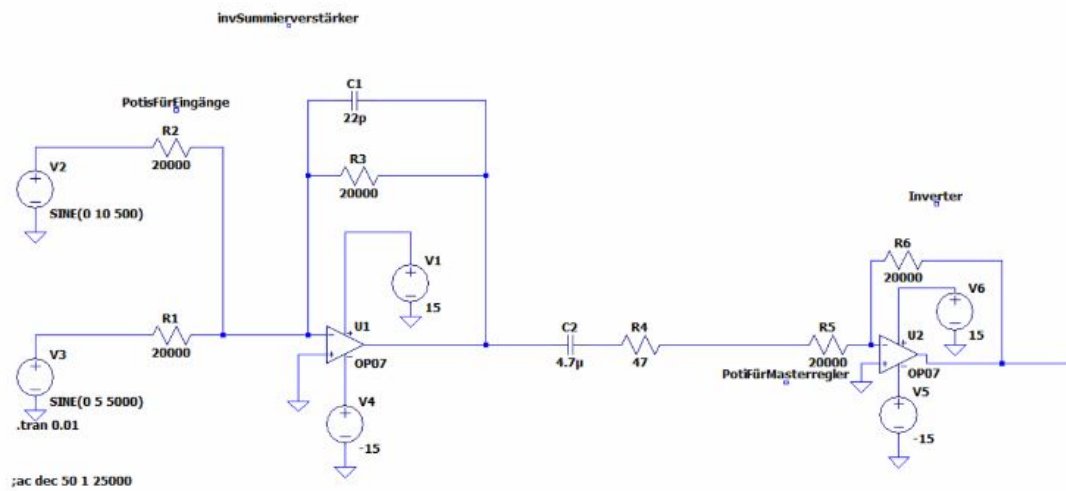 invSummierverstärker
C1
22p
PotisFürEingänge
R2
20000
R3
20000
V2
SINE(0 10 500)
Inverter
R6
20000
V1
15
V6
15
R1
20000
U1
OP07
C2
4.7µ
R4
47
R5
20000
U2
OP07
V3
SINE(0 5 5000)
PotiFürMasterregler
V4
-15
V5
-15
.tran 0.01
;ac dec 50 1 25000